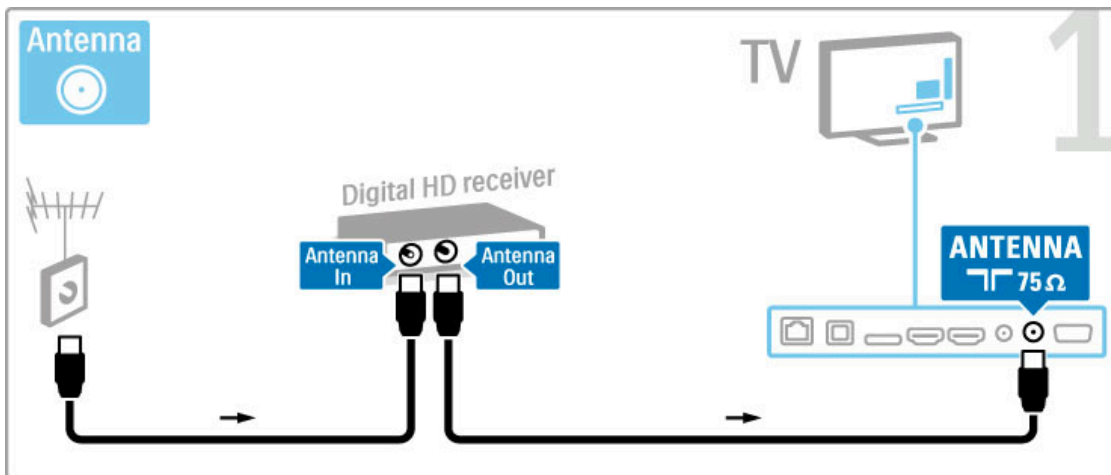 Antenna
TV
1
Digital HD receiver
Antenna
In
Antenna
Out
ANTENNA
75 Ω